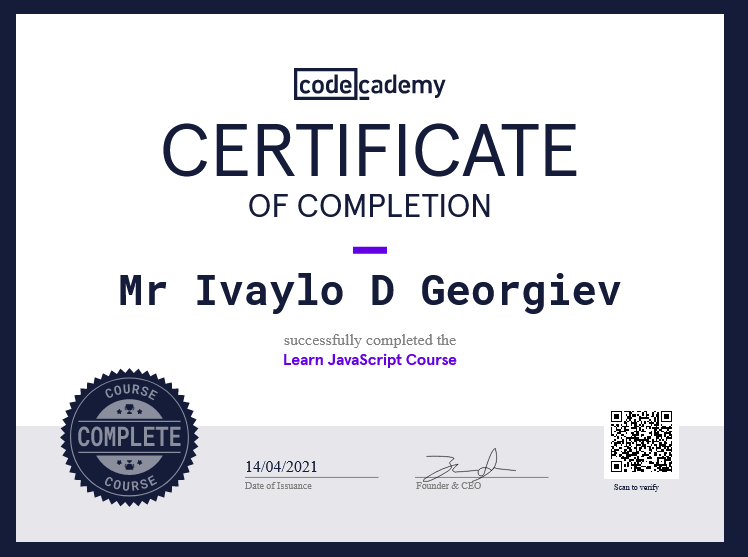 codecademy
CERTIFICATE
OF COMPLETION
Mr Ivaylo D Georgiev
successfully completed the
Learn JavaScript Course
COURSE
COMPLETE
COURSE
14/04/2021
Date of Issuance
Founder & CEO
Scan to verify